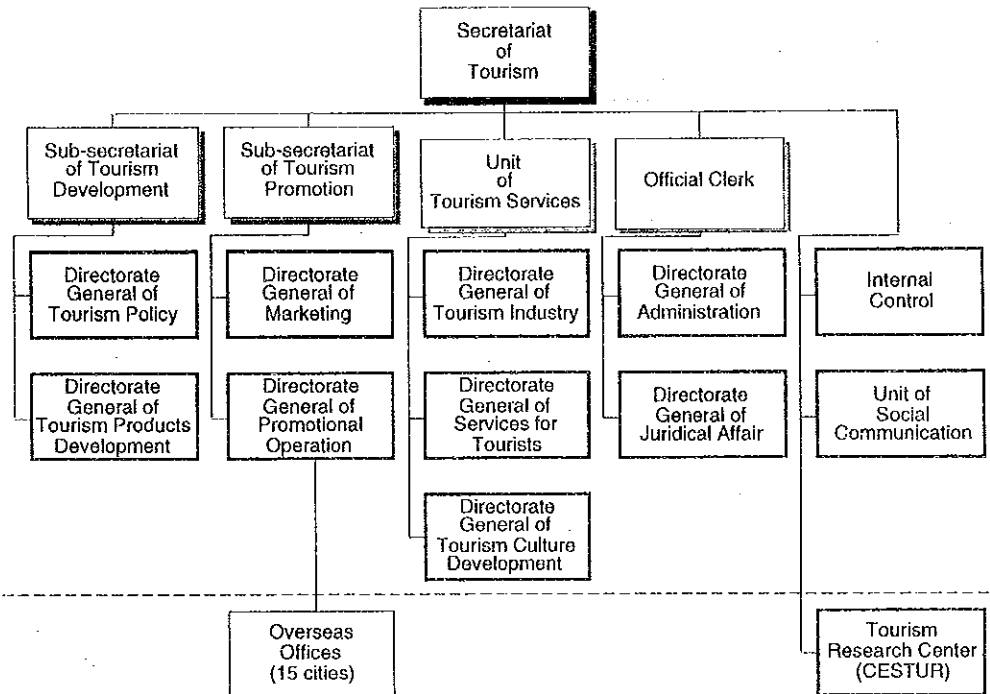 Secretariat
of
Tourism
Sub-secretariat
of Tourism
Development
Sub-secretariat
of Tourism
Promotion
Unit
of
Tourism Services
Official Clerk
Directorate
General of
Tourism Policy
Directorate
General of
Marketing
Directorate
General of
Tourism Industry
Directorate
General of
Administration
Internal
Control
Directorate
General of
Tourism Products
Development
Directorate
General of
Promotional
Operation
Directorate
General of
Services for
Tourists
Directorate
General of
Juridical Affair
Unit of
Social
Communication
Directorate
General of
Tourism Culture
Development
Overseas
Offices
(15 cities)
Tourism
Research Center
(CESTUR)